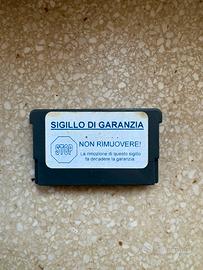 SIGILLO DI GARANZIA
STOP
NON RIMUOVERE!
La rimozione di questo sigillo
fa decadere la garanzia